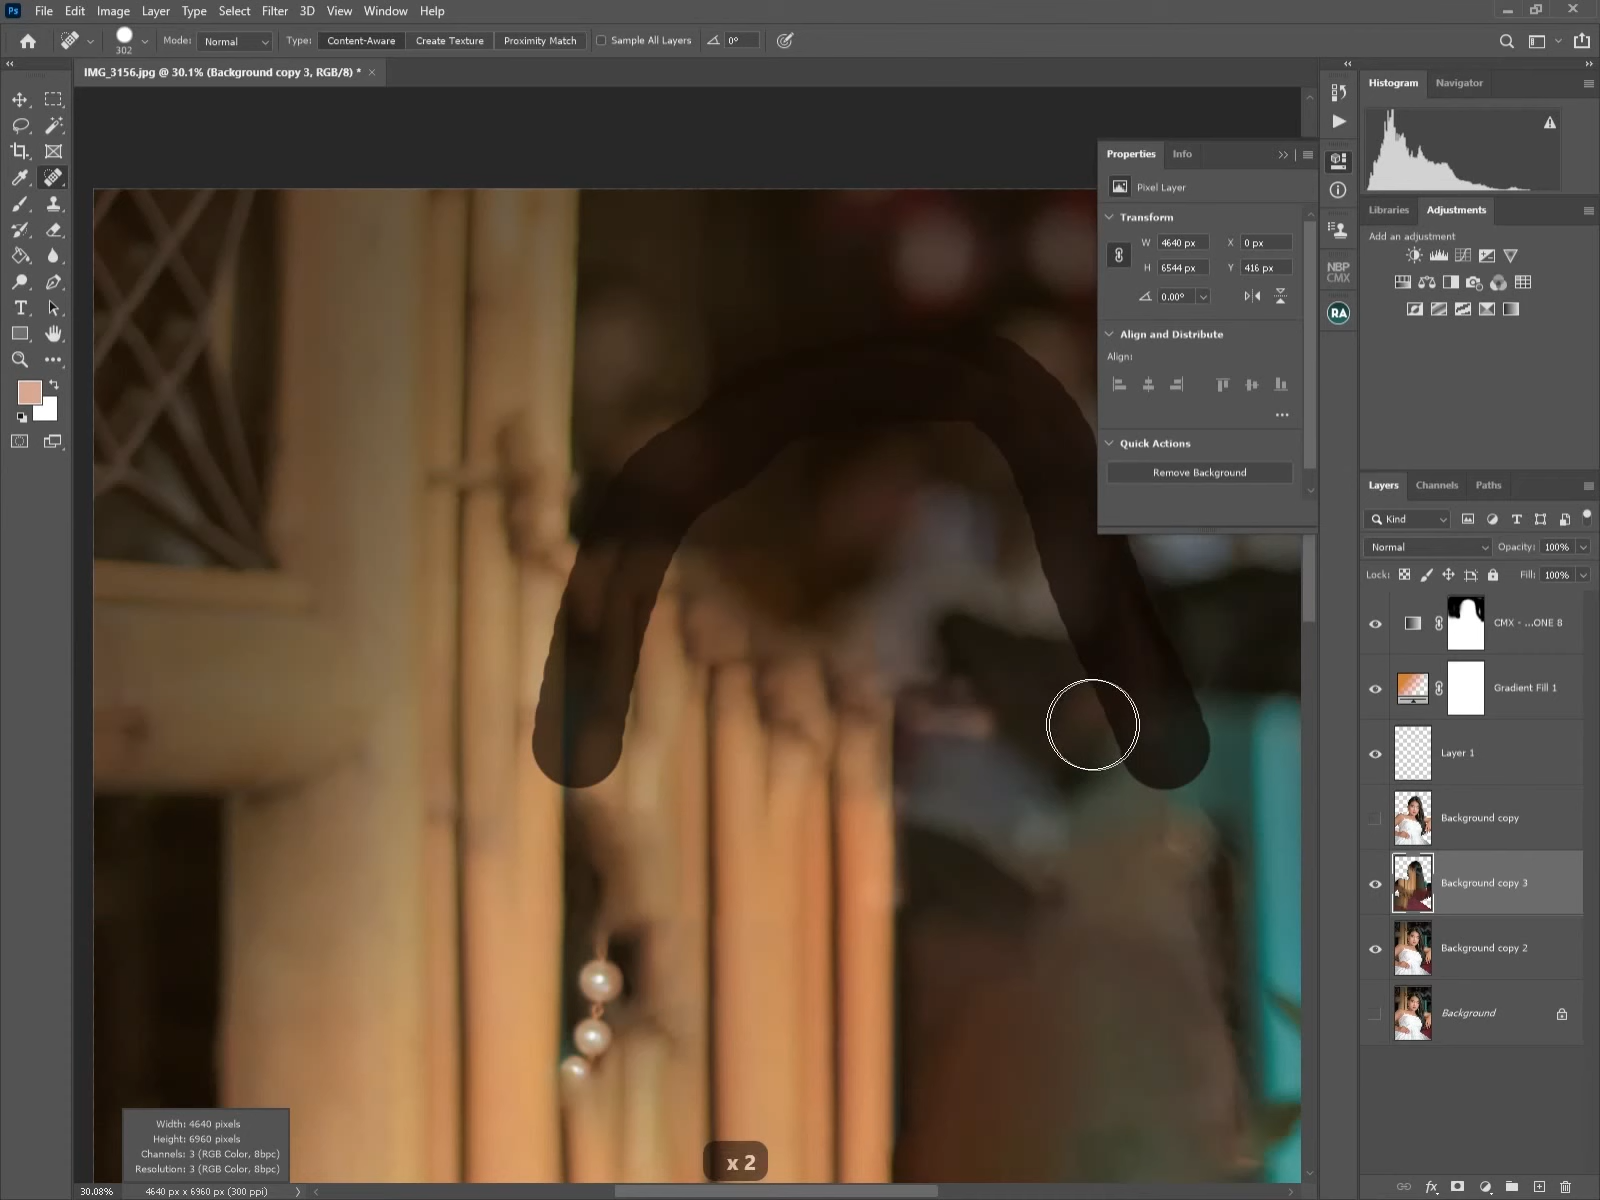 Ps File Edit Image Layer Type Select Filter 3D View Window Help
302 Mode: Normal Type: Content-Aware Create Texture Proximity Match Sample All Layers 0°
IMG_3156.jpg @ 30.1% (Background copy 3, RGB/8) * ×
Histogram Navigator
Properties Info
Pixel Layer
Transform
W 4640 px X 0 px
H 6544 px Y 416 px
0.00°
Align and Distribute
Align:
Quick Actions
Remove Background
NBP
CMX
RA
Libraries Adjustments
Add an adjustment
Layers Channels Paths
Kind
Normal Opacity: 100%
Lock: Fill: 100%
CMX - ...ONE 8
Gradient Fill 1
Layer 1
Background copy
Background copy 3
Background copy 2
Background
Width: 4640 pixels
Height: 6960 pixels
Channels: 3 (RGB Color, 8bpc)
Resolution: 3 (RGB Color, 8bpc)
x 2
30.08% 4640 px x 6960 px (300 ppi)